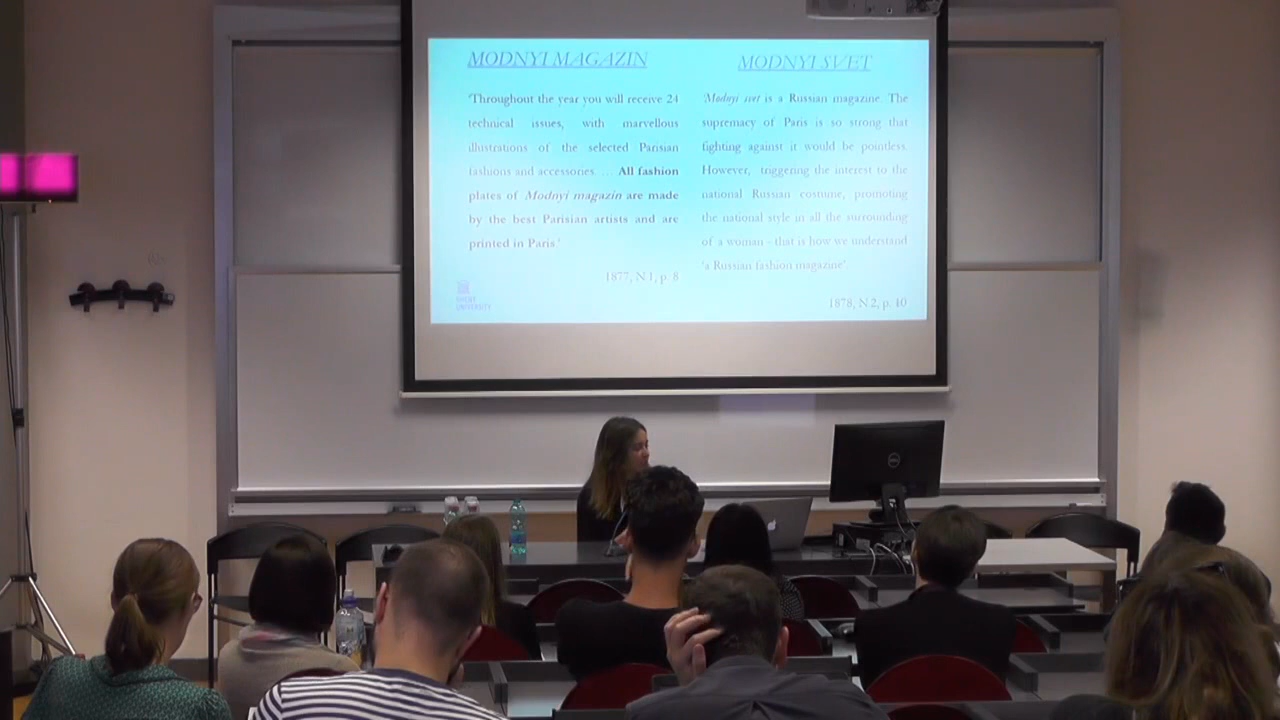 MODNYI MAGAZIN
'Throughout the year you will receive 24
technical issues, with marvellous
illustrations of the selected Parisian
fashions and accessories. … All fashion
plates of Modnyi magazin are made
by the best Parisian artists and are
printed in Paris.'
1877, N 1, p. 8
MODNYI SVET
'Modnyi svet is a Russian magazine. The
supremacy of Paris is so strong that
fighting against it would be pointless.
However, triggering the interest to the
national Russian costume, promoting
the national style in all the surrounding
of a woman - that is how we understand
'a Russian fashion magazine'
1878, N 2, p. 10
UNIVERSITY
DELL